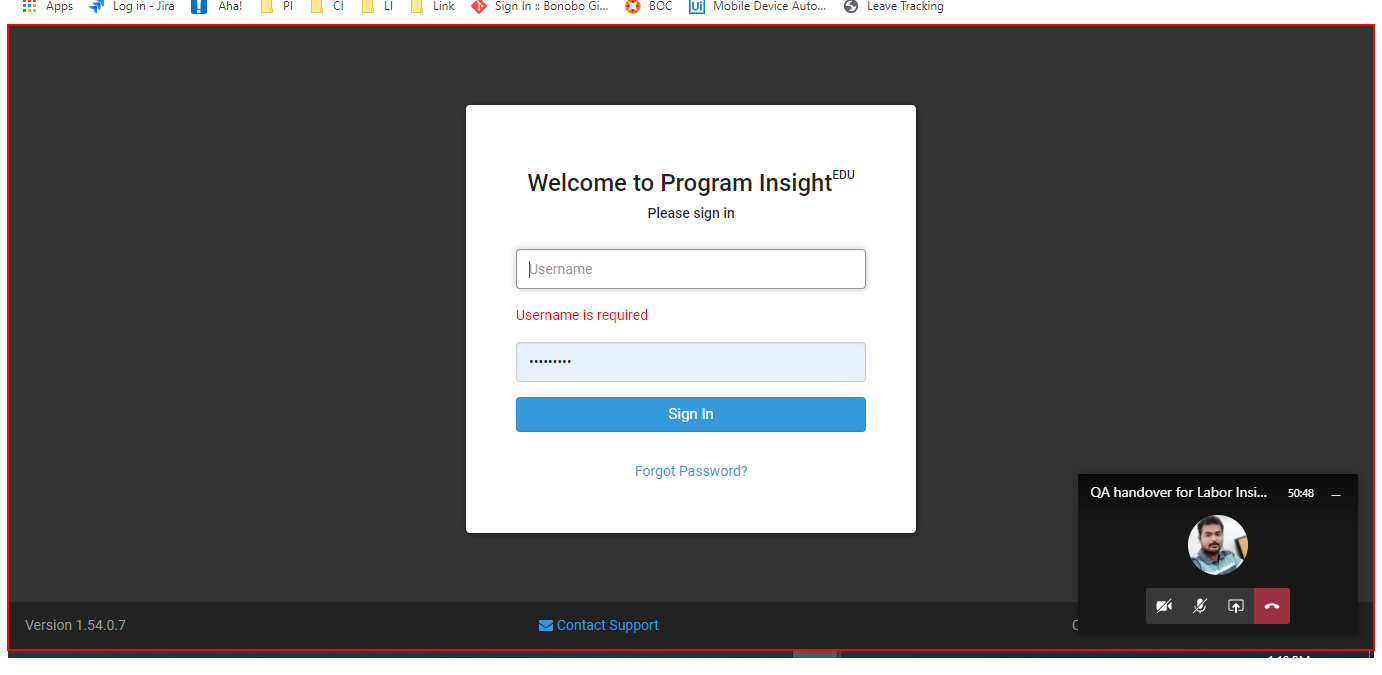 Apps Log in - Jira Aha! PI CI LI Link Sign In :: Bonobo Gi... BOC Ui Mobile Device Auto... Leave Tracking
Welcome to Program Insight EDU
Please sign in
Username
Username is required
•••••••••
Sign In
Forgot Password?
QA handover for Labor Insi... 50:48
Version 1.54.0.7 Contact Support